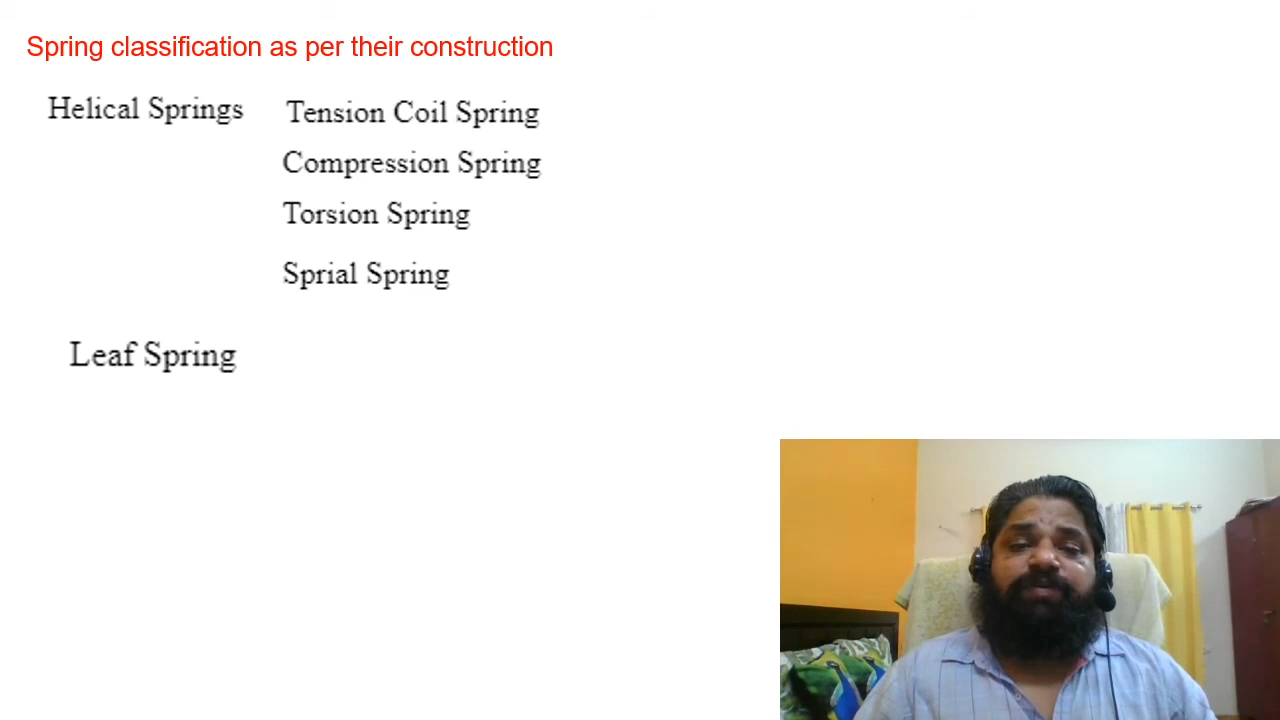 Spring classification as per their construction
Helical Springs
Tension Coil Spring
Compression Spring
Torsion Spring
Sprial Spring
Leaf Spring